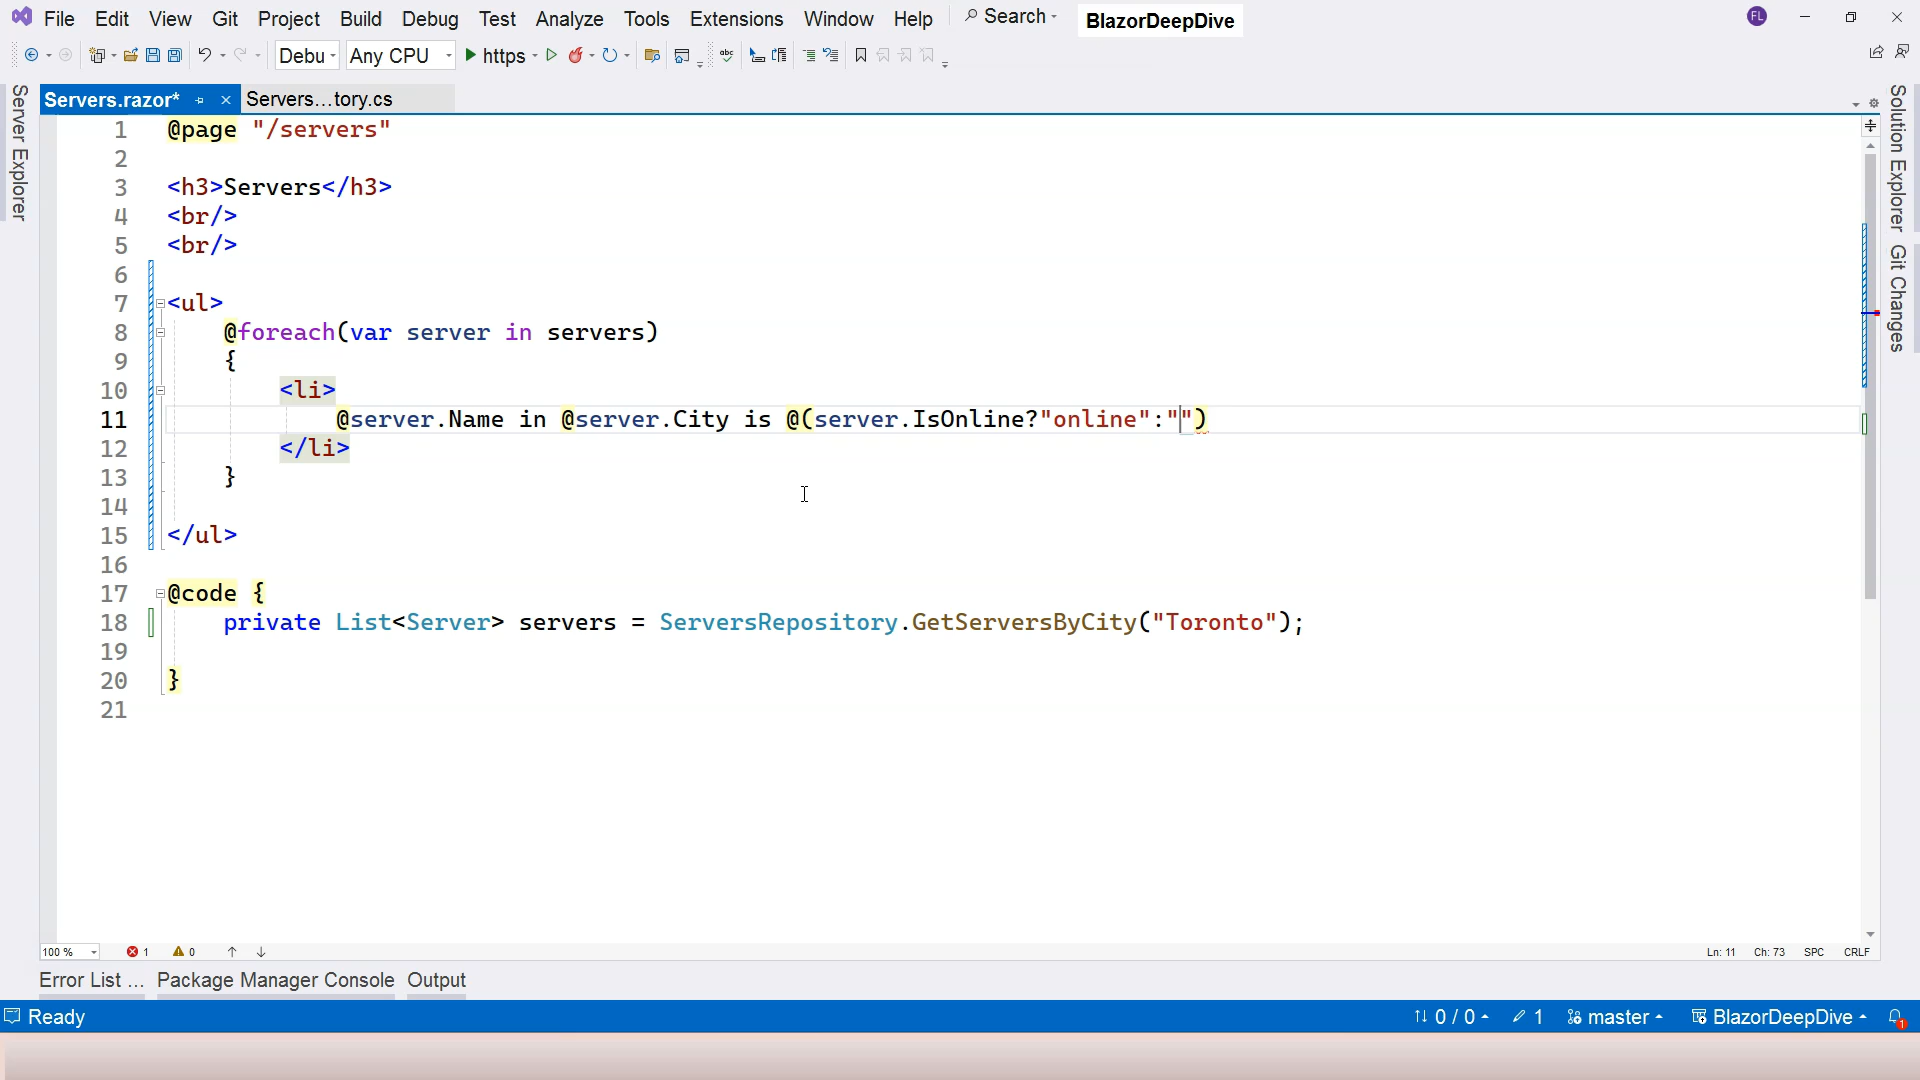 File Edit View Git Project Build Debug Test Analyze Tools Extensions Window Help Search BlazorDeepDive FL
Debu Any CPU https abc
Servers.razor* Servers...tory.cs
Server Explorer
Solution Explorer
Git Changes
1 @page "/servers"
2
3 <h3>Servers</h3>
4 <br/>
5 <br/>
6
7 <ul>
8 @foreach(var server in servers)
9 {
10 <li>
11 @server.Name in @server.City is @(server.IsOnline?"online":"")
12 </li>
13 }
14
15 </ul>
16
17 @code {
18 private List<Server> servers = ServersRepository.GetServersByCity("Toronto");
19
20 }
21
100 % 1 0 Ln: 11 Ch: 73 SPC CRLF
Error List ... Package Manager Console Output
Ready 0 / 0 1 master BlazorDeepDive 1